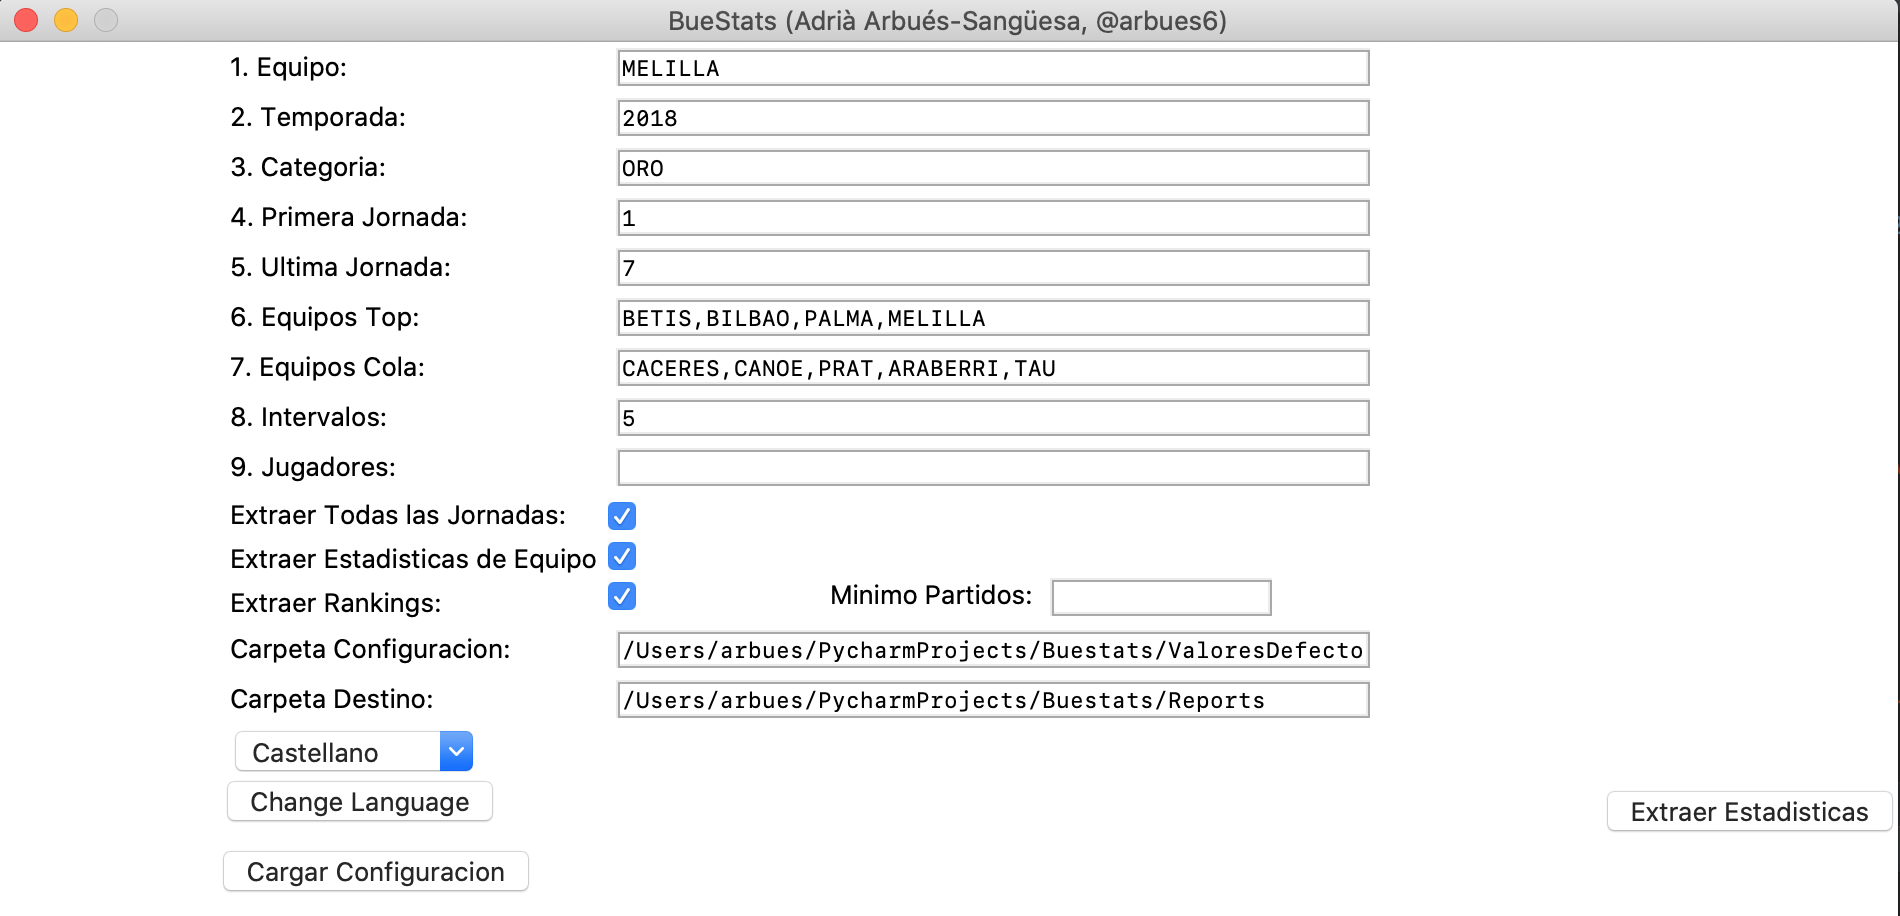 BueStats (Adrià Arbués-Sangüesa, @arbues6)
1. Equipo: MELILLA
2. Temporada: 2018
3. Categoria: ORO
4. Primera Jornada: 1
5. Ultima Jornada: 7
6. Equipos Top: BETIS,BILBAO,PALMA,MELILLA
7. Equipos Cola: CACERES,CANOE,PRAT,ARABERRI,TAU
8. Intervalos: 5
9. Jugadores:
Extraer Todas las Jornadas:
Extraer Estadisticas de Equipo
Extraer Rankings: Minimo Partidos:
Carpeta Configuracion: /Users/arbues/PycharmProjects/Buestats/ValoresDefecto
Carpeta Destino: /Users/arbues/PycharmProjects/Buestats/Reports
Castellano
Change Language
Extraer Estadisticas
Cargar Configuracion